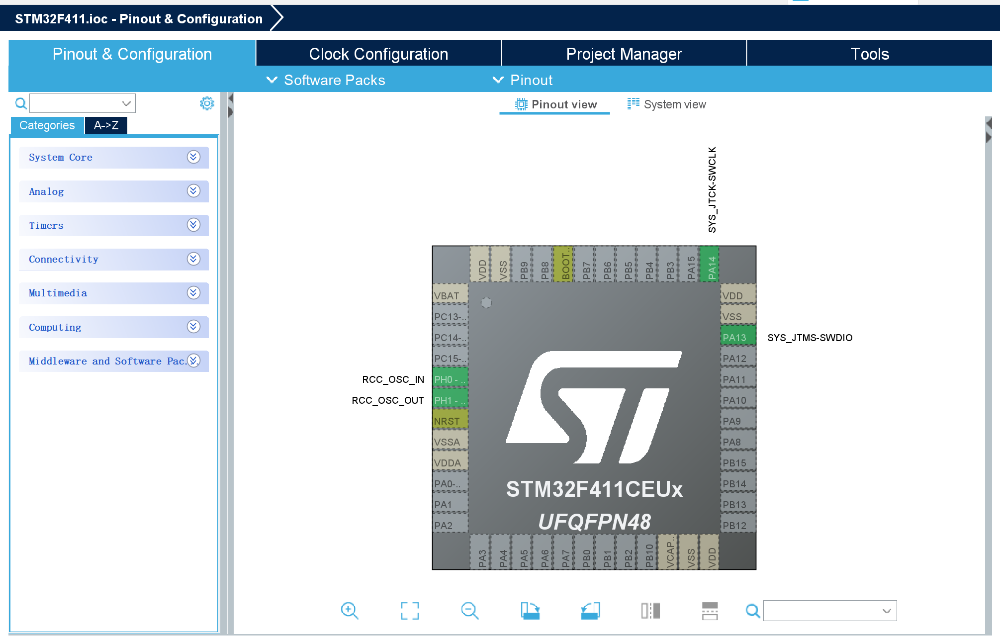 STM32F411.ioc - Pinout & Configuration
Pinout & Configuration
Clock Configuration
Project Manager
Tools
Software Packs
Pinout
Pinout view
System view
Categories
A->Z
System Core
Analog
Timers
Connectivity
Multimedia
Computing
Middleware and Software Pac...
SYS_JTCK-SWCLK
VDD
VSS
PB9
PB8
BOOT..
PB7
PB6
PB5
PB4
PB3
PA15
PA14
VBAT
PC13-..
PC14-..
PC15-..
RCC_OSC_IN PH0 - ..
RCC_OSC_OUT PH1 - ..
NRST
VSSA
VDDA
PA0-..
PA1
PA2
VDD
VSS
PA13 SYS_JTMS-SWDIO
PA12
PA11
PA10
PA9
PA8
PB15
PB14
PB13
PB12
ST
STM32F411CEUx
UFQFPN48
PA3
PA4
PA5
PA6
PA7
PB0
PB1
PB2
PB10
VCAP..
VSS
VDD